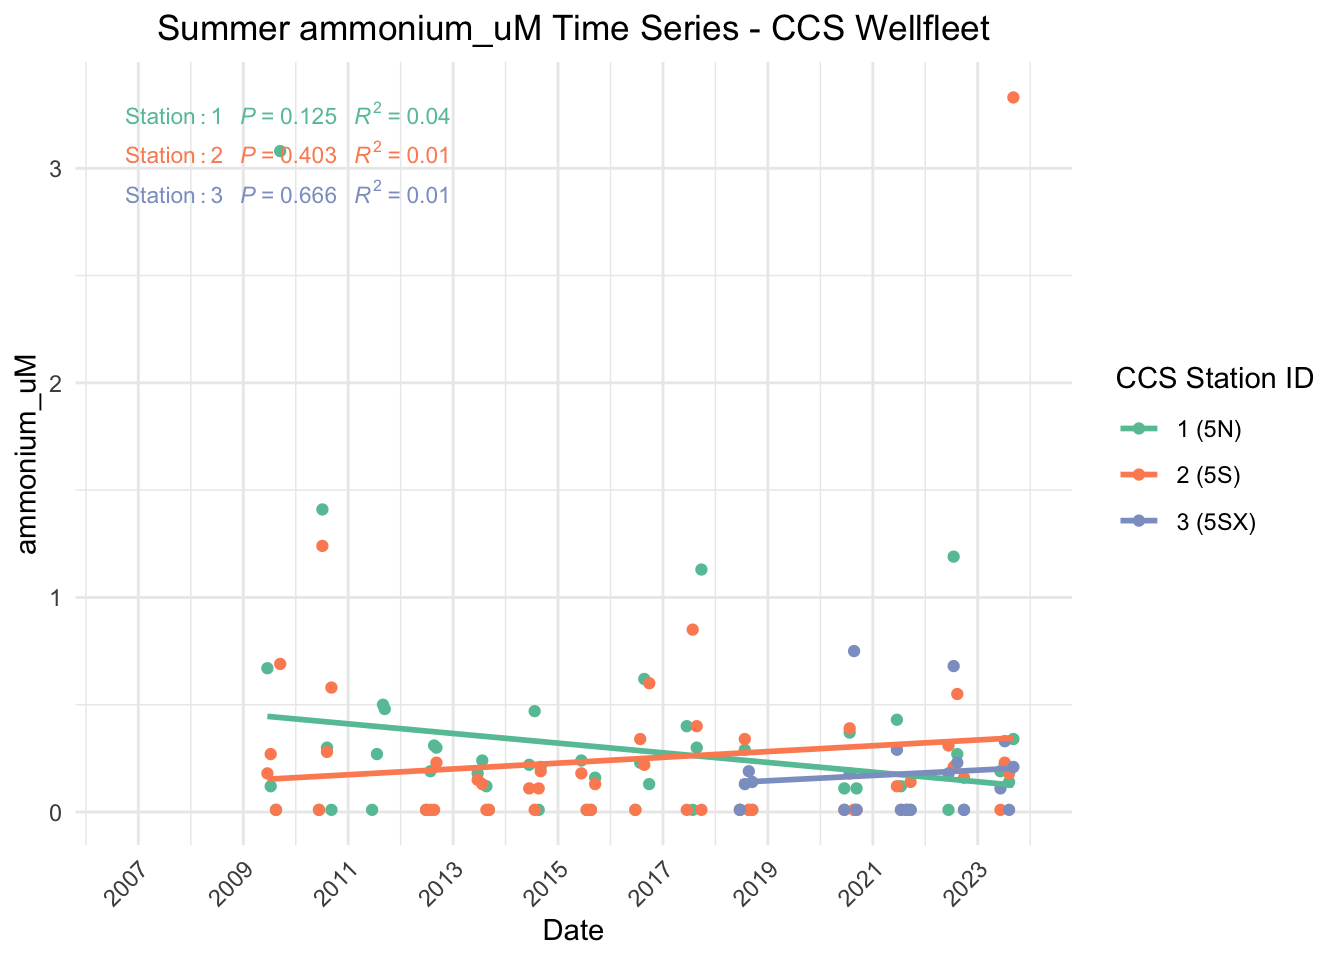 Summer ammonium_uM Time Series - CCS Wellfleet
Station : 1 P = 0.125 R² = 0.04
Station : 2 P = 0.403 R² = 0.01
Station : 3 P = 0.666 R² = 0.01
3
2
1
0
ammonium_uM
2007
2009
2011
2013
2015
2017
2019
2021
2023
Date
CCS Station ID
1 (5N)
2 (5S)
3 (5SX)